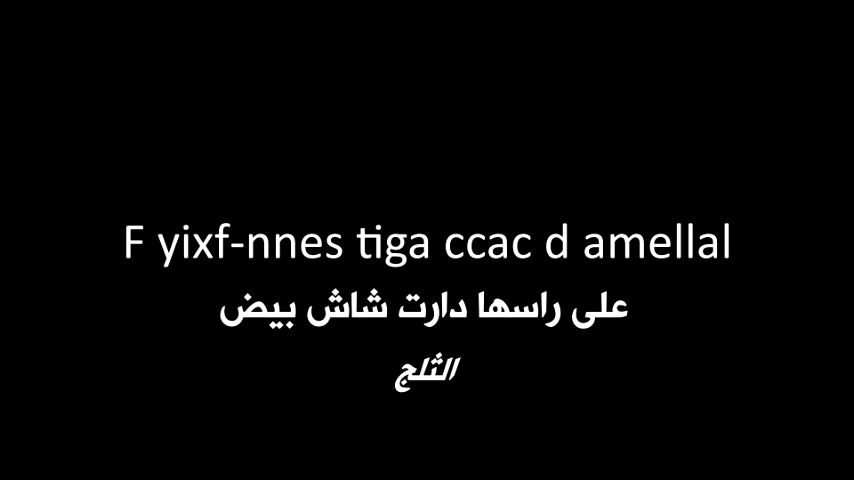 F yixf-nnes tiga ccac d amellal
على راسها دارت شاش بيض
الثلج